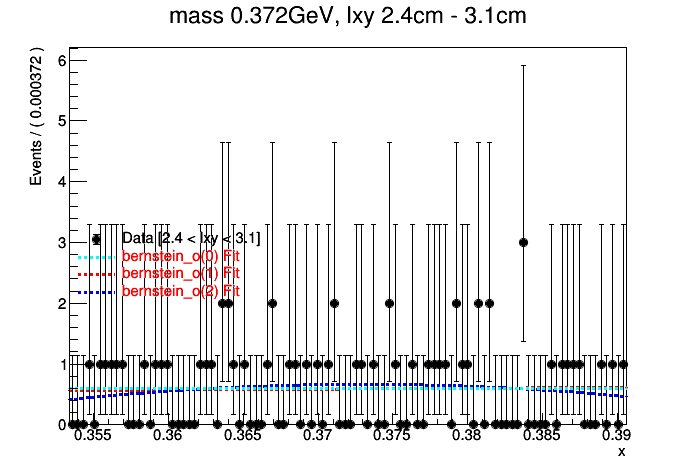 mass 0.372GeV, lxy 2.4cm - 3.1cm
Events / ( 0.000372 )
6
5
4
3
2
1
0
Data [2.4 < lxy < 3.1]
bernstein_o(0) Fit
bernstein_o(1) Fit
bernstein_o(2) Fit
0.355 0.36 0.365 0.37 0.375 0.38 0.385 0.39
x